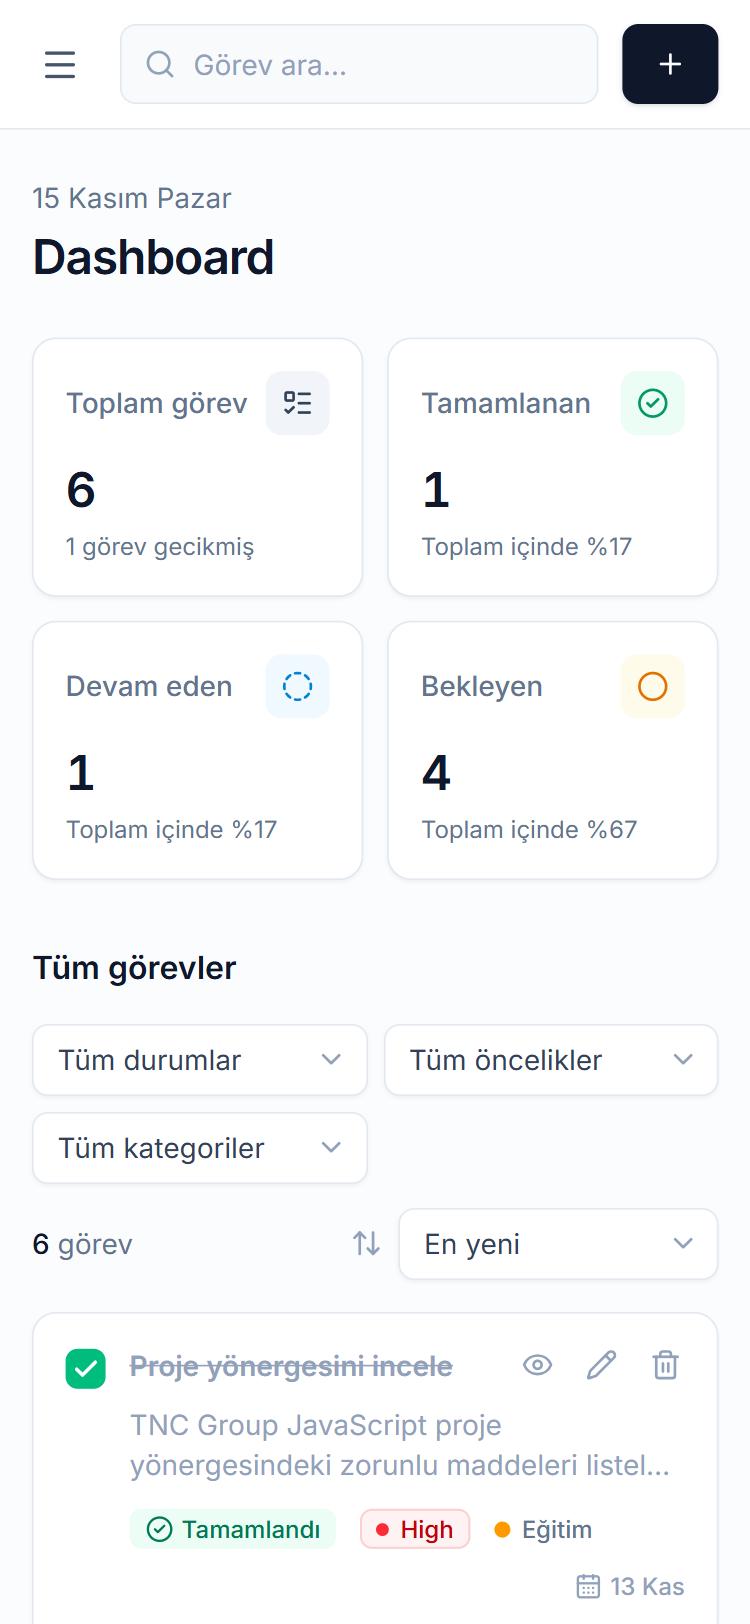 Görev ara...
15 Kasım Pazar
Dashboard
Toplam görev
6
1 görev gecikmiş
Tamamlanan
1
Toplam içinde %17
Devam eden
1
Toplam içinde %17
Bekleyen
4
Toplam içinde %67
Tüm görevler
Tüm durumlar
Tüm öncelikler
Tüm kategoriler
6 görev
En yeni
Proje yönergesini incele
TNC Group JavaScript proje
yönergesindeki zorunlu maddeleri listel...
Tamamlandı
High
Eğitim
13 Kas